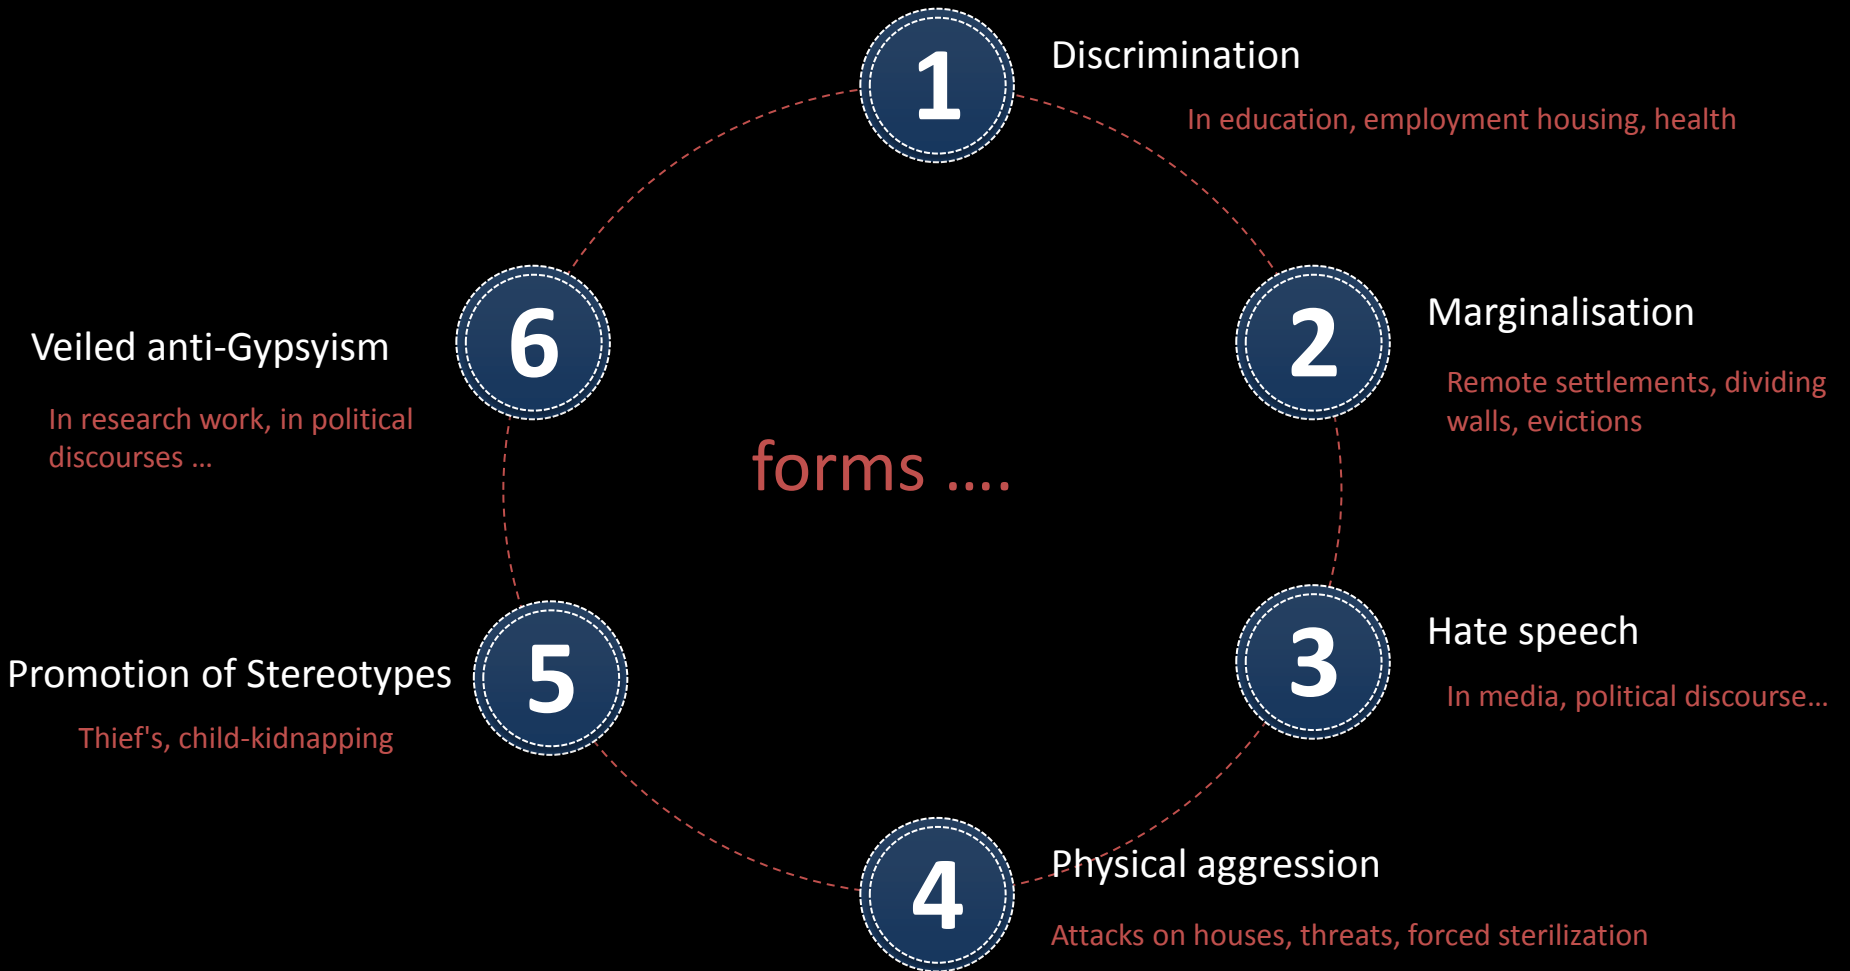 1
Discrimination
In education, employment housing, health
2
Marginalisation
Remote settlements, dividing
walls, evictions
3
Hate speech
In media, political discourse…
4
Physical aggression
Attacks on houses, threats, forced sterilization
5
Promotion of Stereotypes
Thief's, child-kidnapping
6
Veiled anti-Gypsyism
In research work, in political
discourses …
forms ….